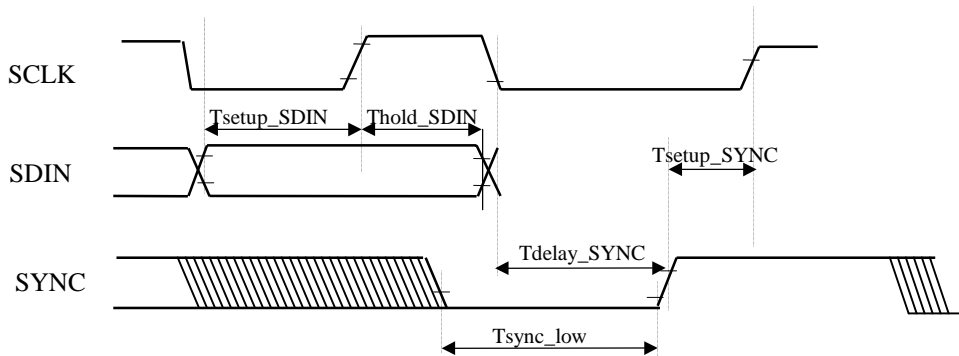 SCLK
Tsetup_SDIN Thold_SDIN
SDIN
Tsetup_SYNC
Tdelay_SYNC
SYNC
Tsync_low